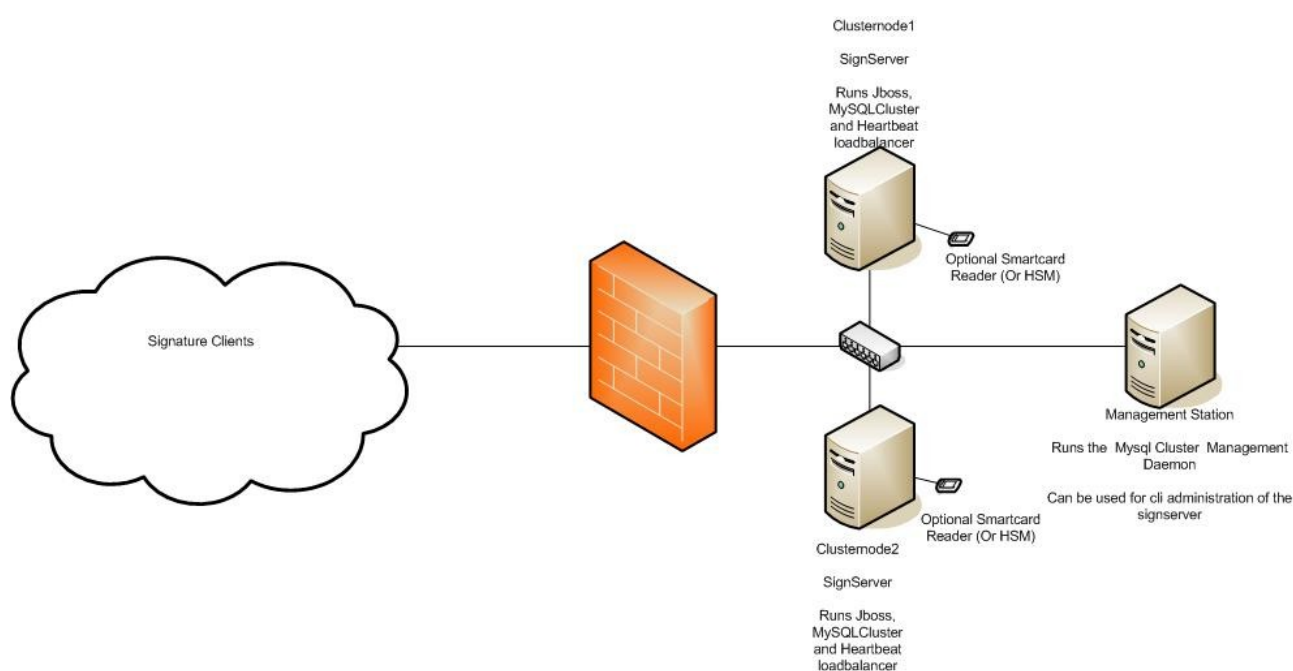 Clusternode1
SignServer
Runs Jboss,
MySQLCluster
and Heartbeat
loadbalancer
Optional Smartcard
Reader (Or HSM)
Signature Clients
Management Station
Runs the Mysql Cluster Management
Daemon
Can be used for cli administration of the
signserver
Optional Smartcard
Reader (Or HSM)
Clusternode2
SignServer
Runs Jboss,
MySQLCluster
and Heartbeat
loadbalancer